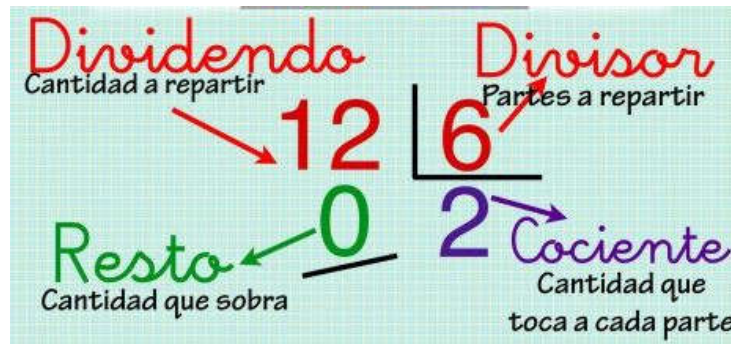 Dividendo
Cantidad a repartir
Divisor
Partes a repartir
12 6
0 2
Resto
Cantidad que sobra
Cociente
Cantidad que
toca a cada parte